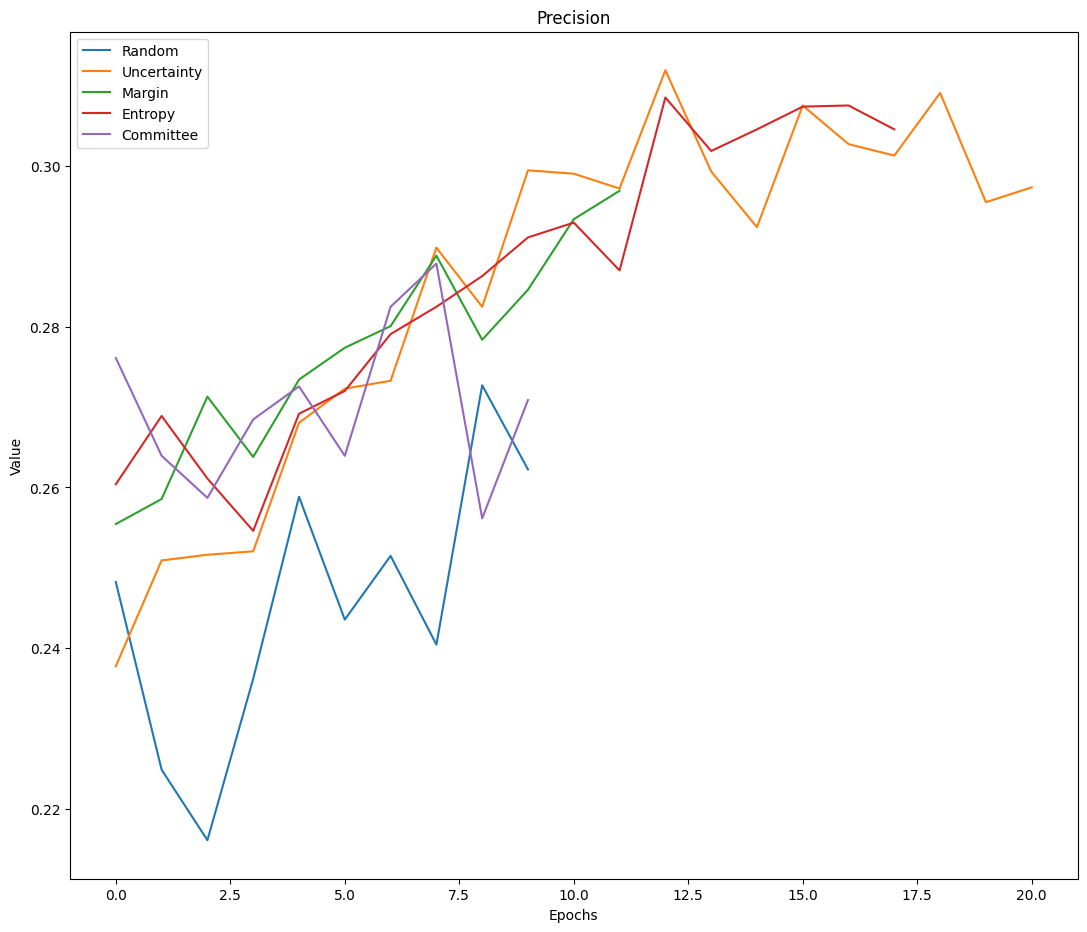 Precision
Random
Uncertainty
Margin
Entropy
Committee
0.30
0.28
0.26
0.24
0.22
Value
0.0 2.5 5.0 7.5 10.0 12.5 15.0 17.5 20.0
Epochs